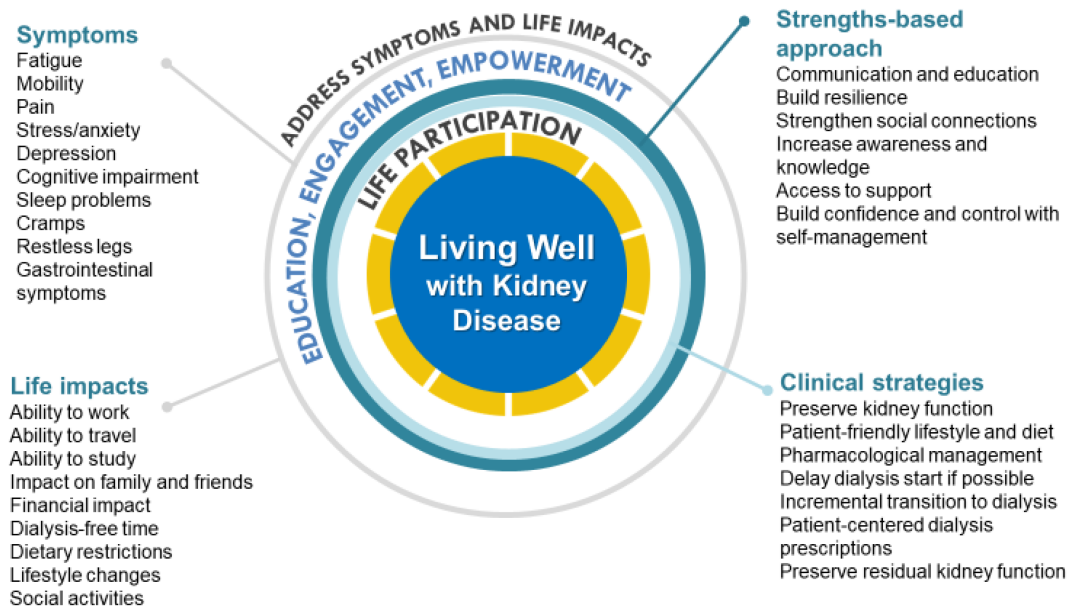 Symptoms
Fatigue
Mobility
Pain
Stress/anxiety
Depression
Cognitive impairment
Sleep problems
Cramps
Restless legs
Gastrointestinal
symptoms
Life impacts
Ability to work
Ability to travel
Ability to study
Impact on family and friends
Financial impact
Dialysis-free time
Dietary restrictions
Lifestyle changes
Social activities
ADDRESS SYMPTOMS AND LIFE IMPACTS
EDUCATION, ENGAGEMENT, EMPOWERMENT
LIFE PARTICIPATION
Living Well
with Kidney
Disease
Strengths-based
approach
Communication and education
Build resilience
Strengthen social connections
Increase awareness and
knowledge
Access to support
Build confidence and control with
self-management
Clinical strategies
Preserve kidney function
Patient-friendly lifestyle and diet
Pharmacological management
Delay dialysis start if possible
Incremental transition to dialysis
Patient-centered dialysis
prescriptions
Preserve residual kidney function